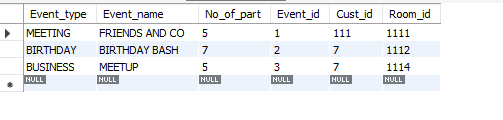 Event_type Event_name No_of_part Event_id Cust_id Room_id
MEETING FRIENDS AND CO 5 1 111 1111
BIRTHDAY BIRTHDAY BASH 7 2 7 1112
BUSINESS MEETUP 5 3 7 1114
NULL NULL NULL NULL NULL NULL